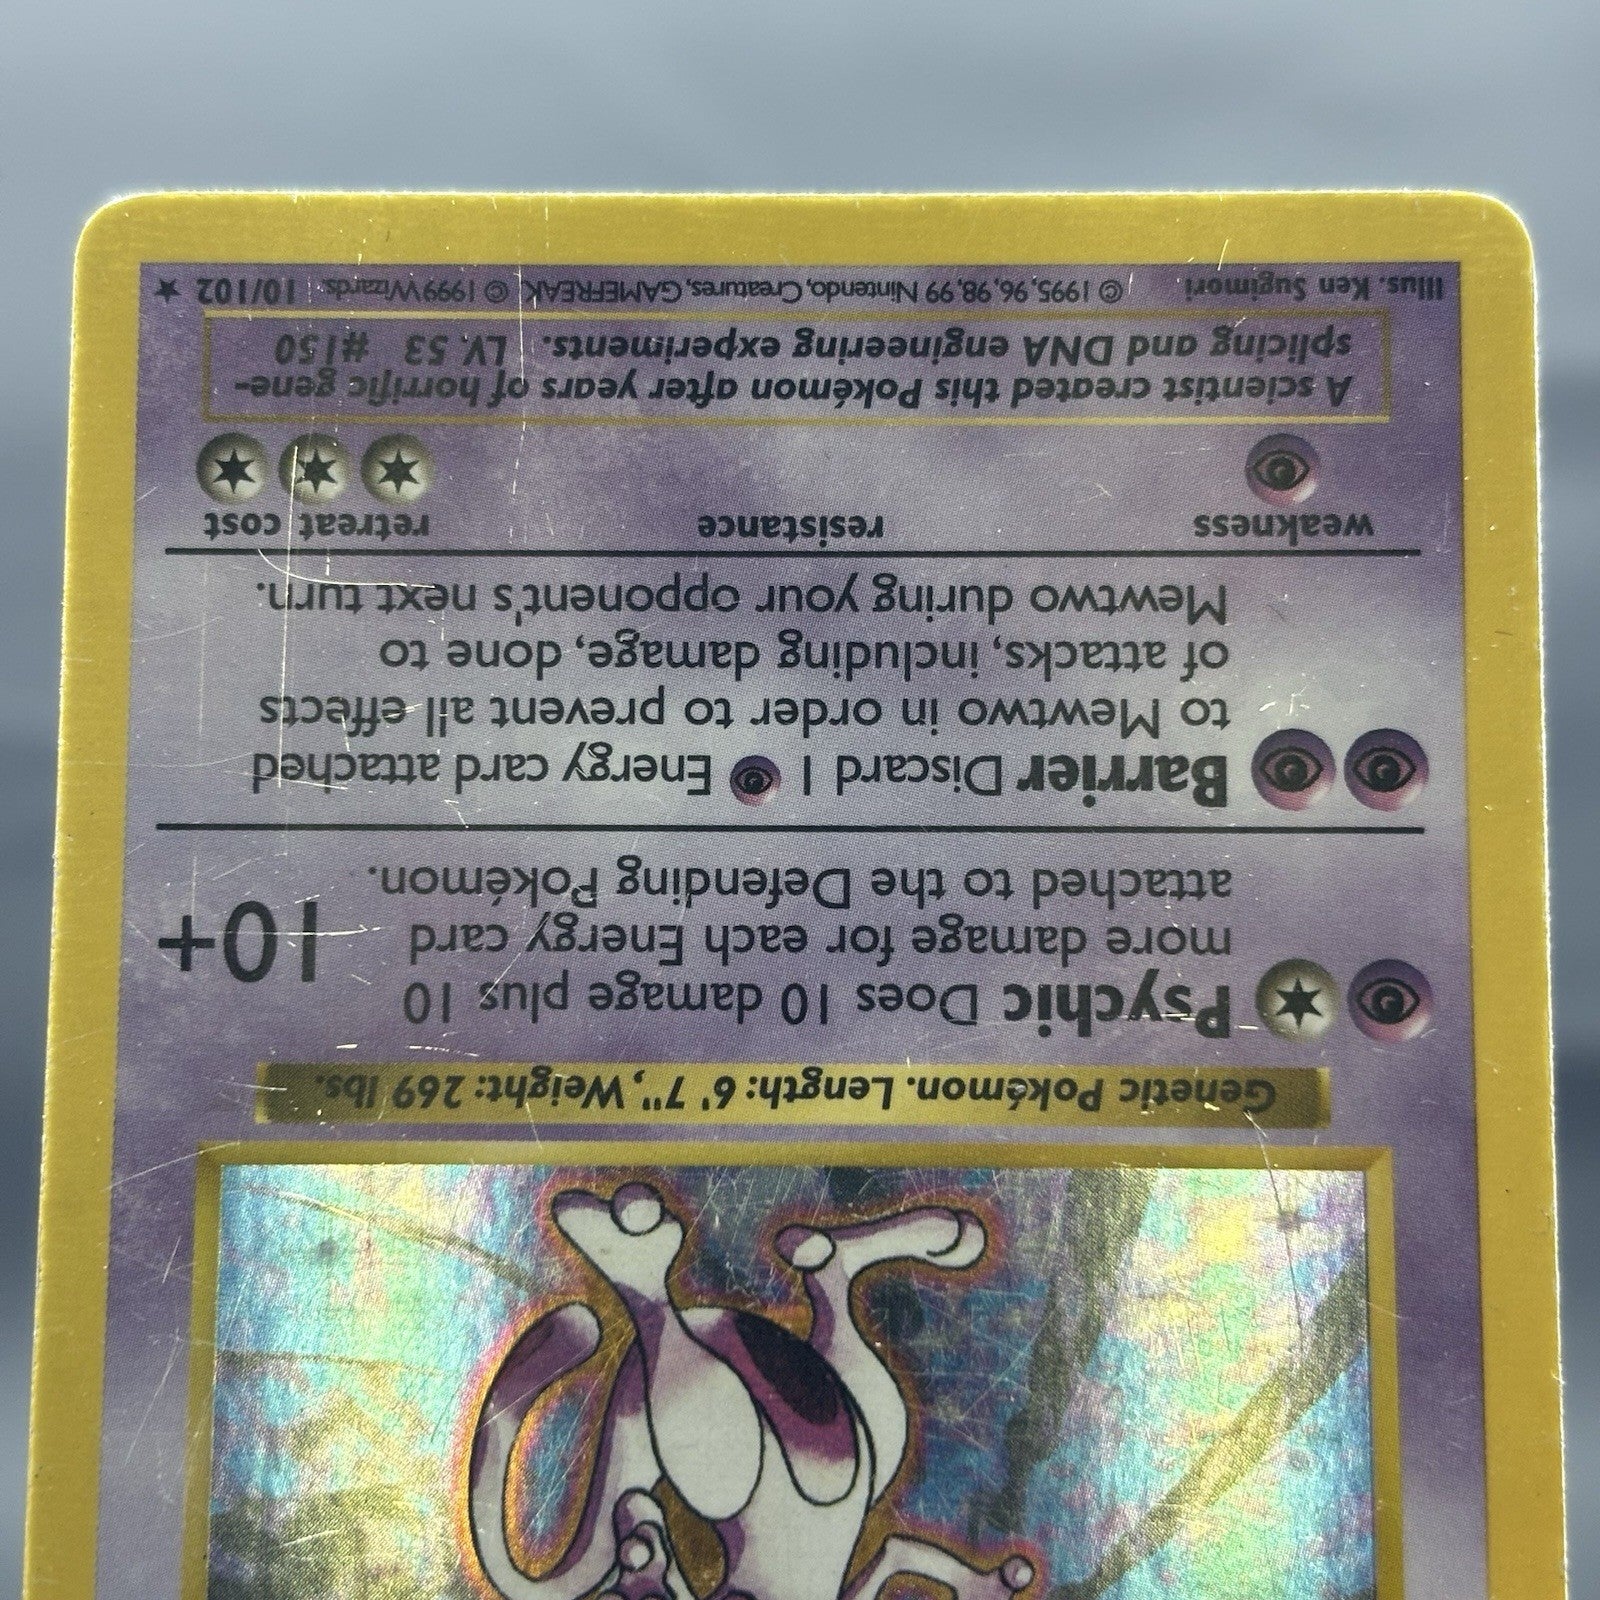 Genetic Pokémon. Length: 6' 7", Weight: 269 lbs.
Psychic Does 10 damage plus 10
more damage for each Energy card
attached to the Defending Pokémon.
10+
Barrier Discard 1 Energy card attached
to Mewtwo in order to prevent all effects
of attacks, including damage, done to
Mewtwo during your opponent's next turn.
weakness resistance retreat cost
A scientist created this Pokémon after years of horrific gene-
splicing and DNA engineering experiments. LV. 53 #150
Illus. Ken Sugimori © 1995, 96, 98, 99 Nintendo, Creatures, GAMEFREAK. © 1999 Wizards. 10/102 ★